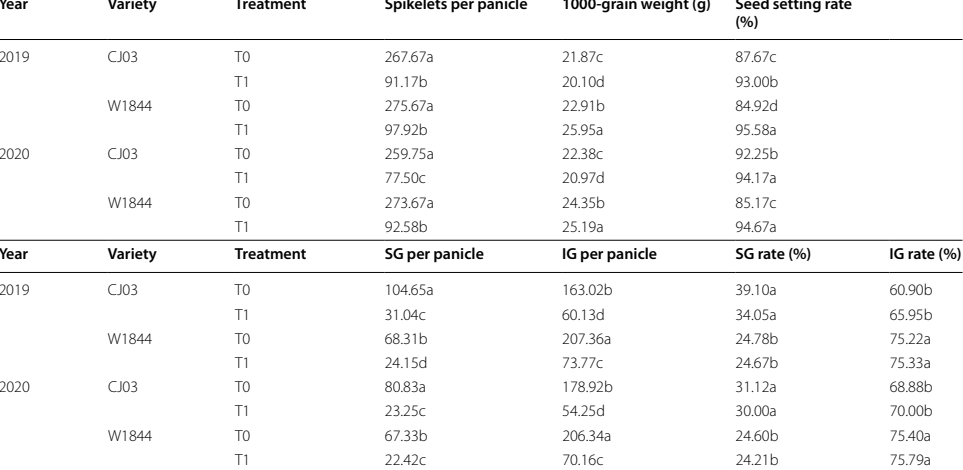 Year Variety Treatment Spikelets per panicle 1000-grain weight (g) Seed setting rate (%)
2019 CJ03 T0 267.67a 21.87c 87.67c
T1 91.17b 20.10d 93.00b
W1844 T0 275.67a 22.91b 84.92d
T1 97.92b 25.95a 95.58a
2020 CJ03 T0 259.75a 22.38c 92.25b
T1 77.50c 20.97d 94.17a
W1844 T0 273.67a 24.35b 85.17c
T1 92.58b 25.19a 94.67a
Year Variety Treatment SG per panicle IG per panicle SG rate (%) IG rate (%)
2019 CJ03 T0 104.65a 163.02b 39.10a 60.90b
T1 31.04c 60.13d 34.05a 65.95b
W1844 T0 68.31b 207.36a 24.78b 75.22a
T1 24.15d 73.77c 24.67b 75.33a
2020 CJ03 T0 80.83a 178.92b 31.12a 68.88b
T1 23.25c 54.25d 30.00a 70.00b
W1844 T0 67.33b 206.34a 24.60b 75.40a
T1 22.42c 70.16c 24.21b 75.79a